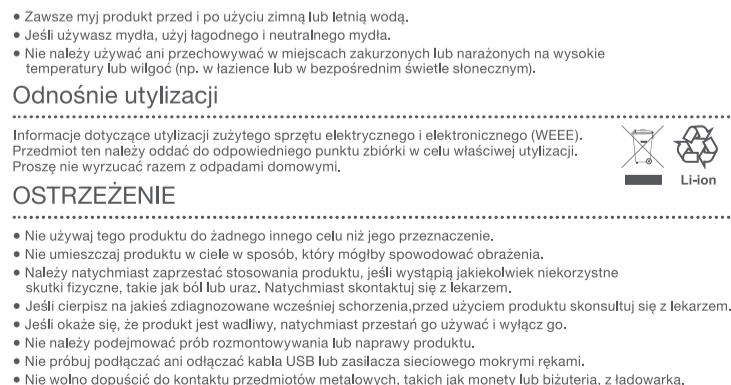 • Zawsze myj produkt przed i po użyciu zimną lub letnią wodą.
• Jeśli używasz mydła, użyj łagodnego i neutralnego mydła.
• Nie należy używać ani przechowywać w miejscach zakurzonych lub narażonych na wysokie
temperatury lub wilgoć (np. w łazience lub w bezpośrednim świetle słonecznym).
Odnośnie utylizacji
Informacje dotyczące utylizacji zużytego sprzętu elektrycznego i elektronicznego (WEEE).
Przedmiot ten należy oddać do odpowiedniego punktu zbiórki w celu właściwej utylizacji.
Proszę nie wyrzucać razem z odpadami domowymi.
Li-ion
OSTRZEŻENIE
• Nie używaj tego produktu do żadnego innego celu niż jego przeznaczenie.
• Nie umieszczaj produktu w ciele w sposób, który mógłby spowodować obrażenia.
• Należy natychmiast zaprzestać stosowania produktu, jeśli wystąpią jakiekolwiek niekorzystne
skutki fizyczne, takie jak ból lub uraz. Natychmiast skontaktuj się z lekarzem.
• Jeśli cierpisz na jakieś zdiagnozowane wcześniej schorzenia,przed użyciem produktu skonsultuj się z lekarzem.
• Jeśli okaże się, że produkt jest wadliwy, natychmiast przestań go używać i wyłącz go.
• Nie należy podejmować prób rozmontowywania lub naprawy produktu.
• Nie próbuj podłączać ani odłączać kabla USB lub zasilacza sieciowego mokrymi rękami.
• Nie wolno dopuścić do kontaktu przedmiotów metalowych, takich jak monety lub biżuteria, z ładowarką.